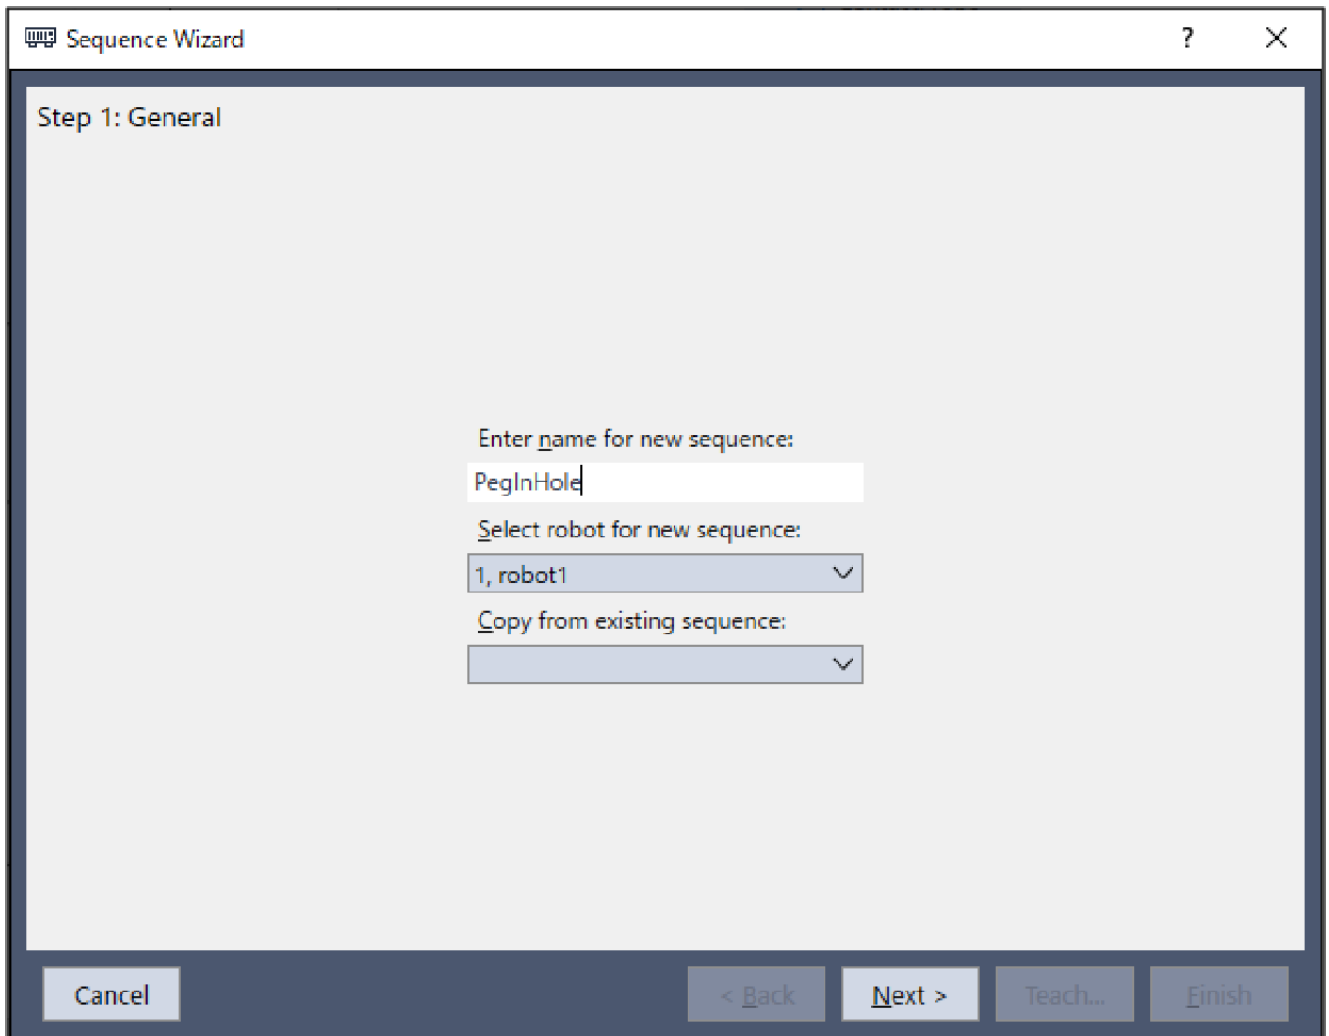 Sequence Wizard
?
Step 1: General
Enter name for new sequence:
PegInHole
Select robot for new sequence:
1, robot1
Copy from existing sequence:
Cancel
< Back
Next >
Teach...
Finish